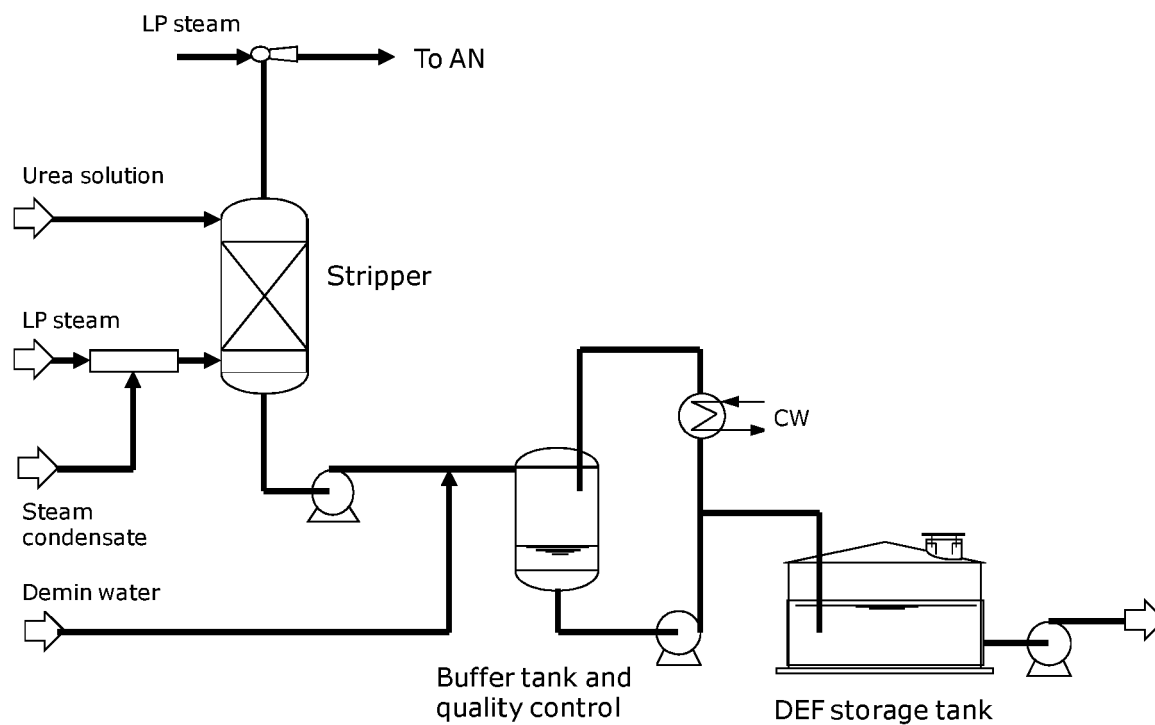 LP steam
To AN
Urea solution
Stripper
LP steam
CW
Steam
condensate
Demin water
Buffer tank and
quality control
DEF storage tank